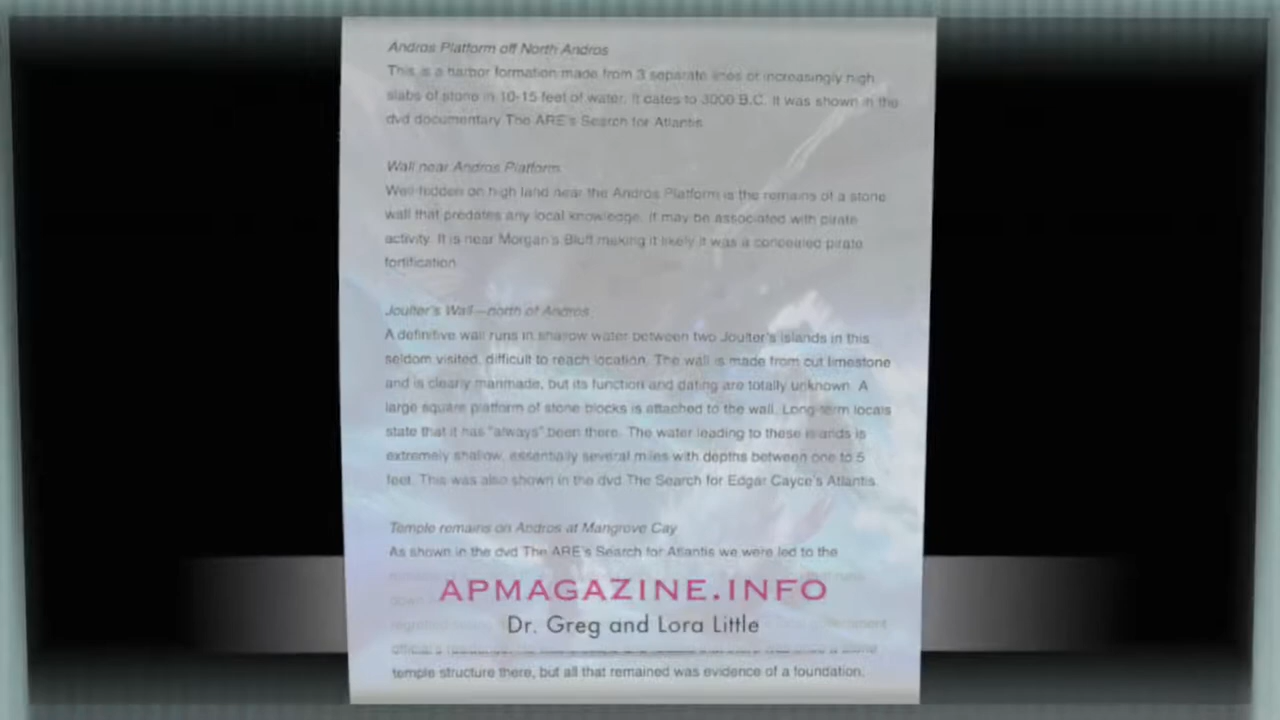 Andros Platform off North Andros
This is a harbor formation made from 3 separate lines of increasingly high
slabs of stone in 10-15 feet of water. It dates to 3000 B.C. It was shown in the
dvd documentary The ARE's Search for Atlantis.
Wall near Andros Platform
Well hidden on high land near the Andros Platform is the remains of a stone
wall that predates any local knowledge. It may be associated with pirate
activity. It is near Morgan's Bluff making it likely it was a concealed pirate
fortification.
Joulter's Wall—north of Andros
A definitive wall runs in shallow water between two Joulter's islands in this
seldom visited, difficult to reach location. The wall is made from cut limestone
and is clearly manmade, but its function and dating are totally unknown. A
large square platform of stone blocks is attached to the wall. Long-term locals
state that it has "always" been there. The water leading to these islands is
extremely shallow, essentially several miles with depths between one to 5
feet. This was also shown in the dvd The Search for Edgar Cayce's Atlantis.
Temple remains on Andros at Mangrove Cay
As shown in the dvd The ARE's Search for Atlantis we were led to the
APMAGAZINE.INFO
Dr. Greg and Lora Little
temple structure there, but all that remained was evidence of a foundation.